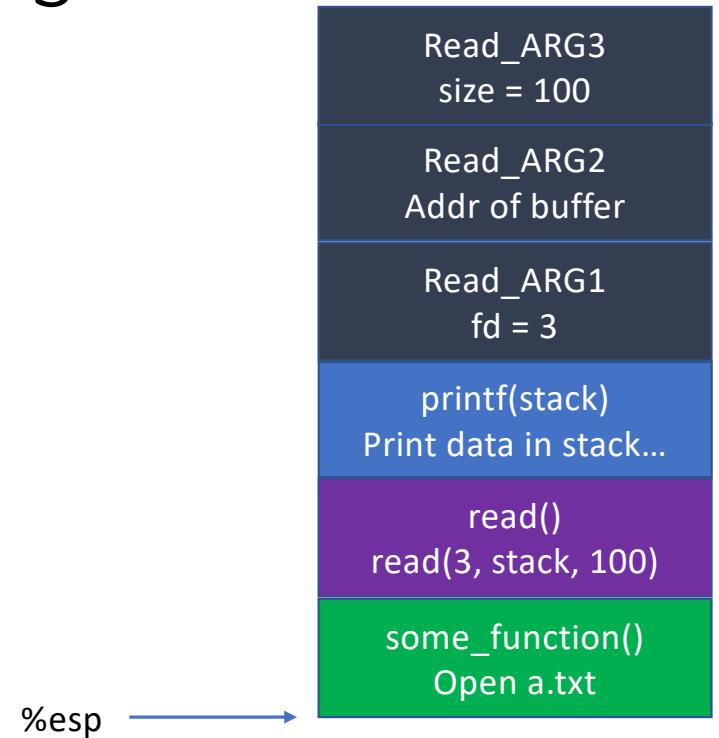 g
Read_ARG3
size = 100
Read_ARG2
Addr of buffer
Read_ARG1
fd = 3
printf(stack)
Print data in stack…
read()
read(3, stack, 100)
some_function()
Open a.txt
%esp